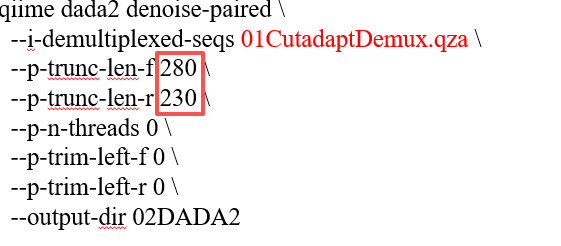 qiime dada2 denoise-paired \
--i-demultiplexed-seqs 01CutadaptDemux.qza \
--p-trunc-len-f 280 \
--p-trunc-len-r 230 \
--p-n-threads 0 \
--p-trim-left-f 0 \
--p-trim-left-r 0 \
--output-dir 02DADA2